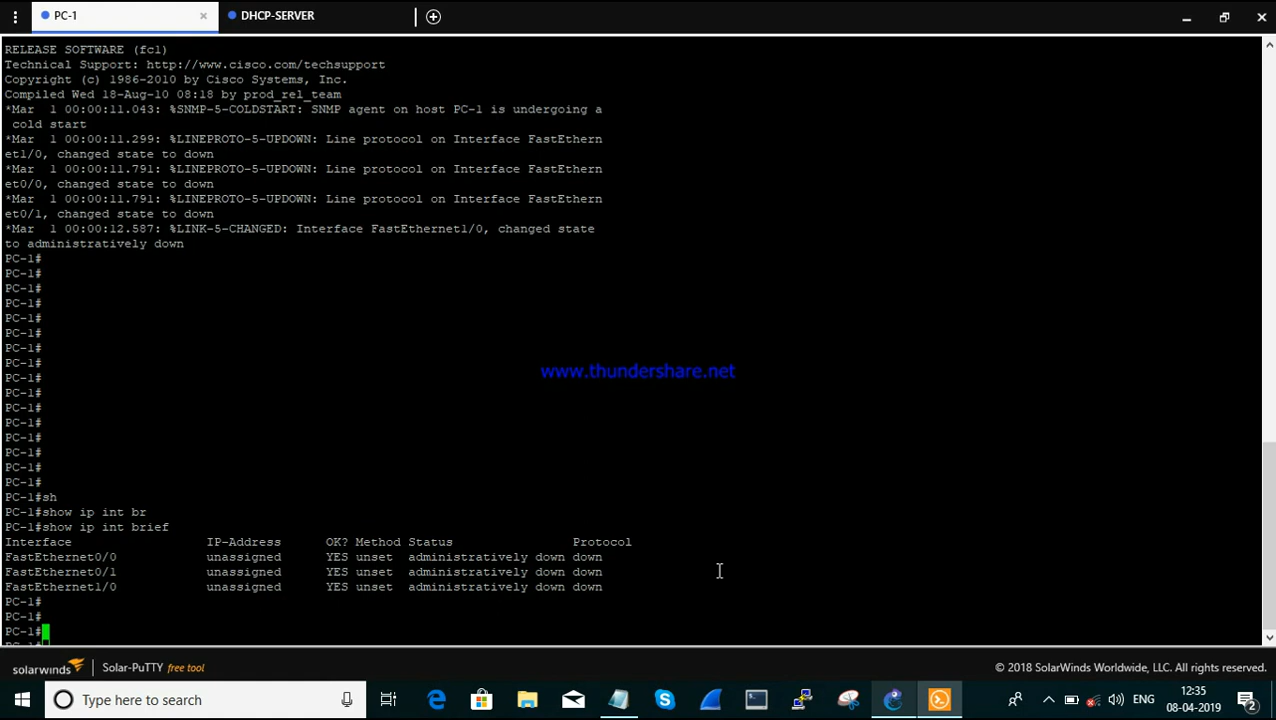 PC-1
DHCP-SERVER
RELEASE SOFTWARE (fc1)
Technical Support: http://www.cisco.com/techsupport
Copyright (c) 1986-2010 by Cisco Systems, Inc.
Compiled Wed 18-Aug-10 08:18 by prod_rel_team
*Mar  1 00:00:11.043: %SNMP-5-COLDSTART: SNMP agent on host PC-1 is undergoing a
 cold start
*Mar  1 00:00:11.299: %LINEPROTO-5-UPDOWN: Line protocol on Interface FastEthern
et1/0, changed state to down
*Mar  1 00:00:11.791: %LINEPROTO-5-UPDOWN: Line protocol on Interface FastEthern
et0/0, changed state to down
*Mar  1 00:00:11.791: %LINEPROTO-5-UPDOWN: Line protocol on Interface FastEthern
et0/1, changed state to down
*Mar  1 00:00:12.587: %LINK-5-CHANGED: Interface FastEthernet1/0, changed state
to administratively down
PC-1#
PC-1#
PC-1#
PC-1#
PC-1#
PC-1#
PC-1#
PC-1#
www.thundershare.net
PC-1#
PC-1#
PC-1#
PC-1#
PC-1#
PC-1#
PC-1#
PC-1#
PC-1#sh
PC-1#show ip int br
PC-1#show ip int brief
Interface IP-Address OK? Method Status Protocol
FastEthernet0/0 unassigned YES unset administratively down down
FastEthernet0/1 unassigned YES unset administratively down down
FastEthernet1/0 unassigned YES unset administratively down down
PC-1#
PC-1#
PC-1#
solarwinds Solar-PuTTY free tool © 2018 SolarWinds Worldwide, LLC. All rights reserved.
Type here to search
ENG
12:35
08-04-2019
2